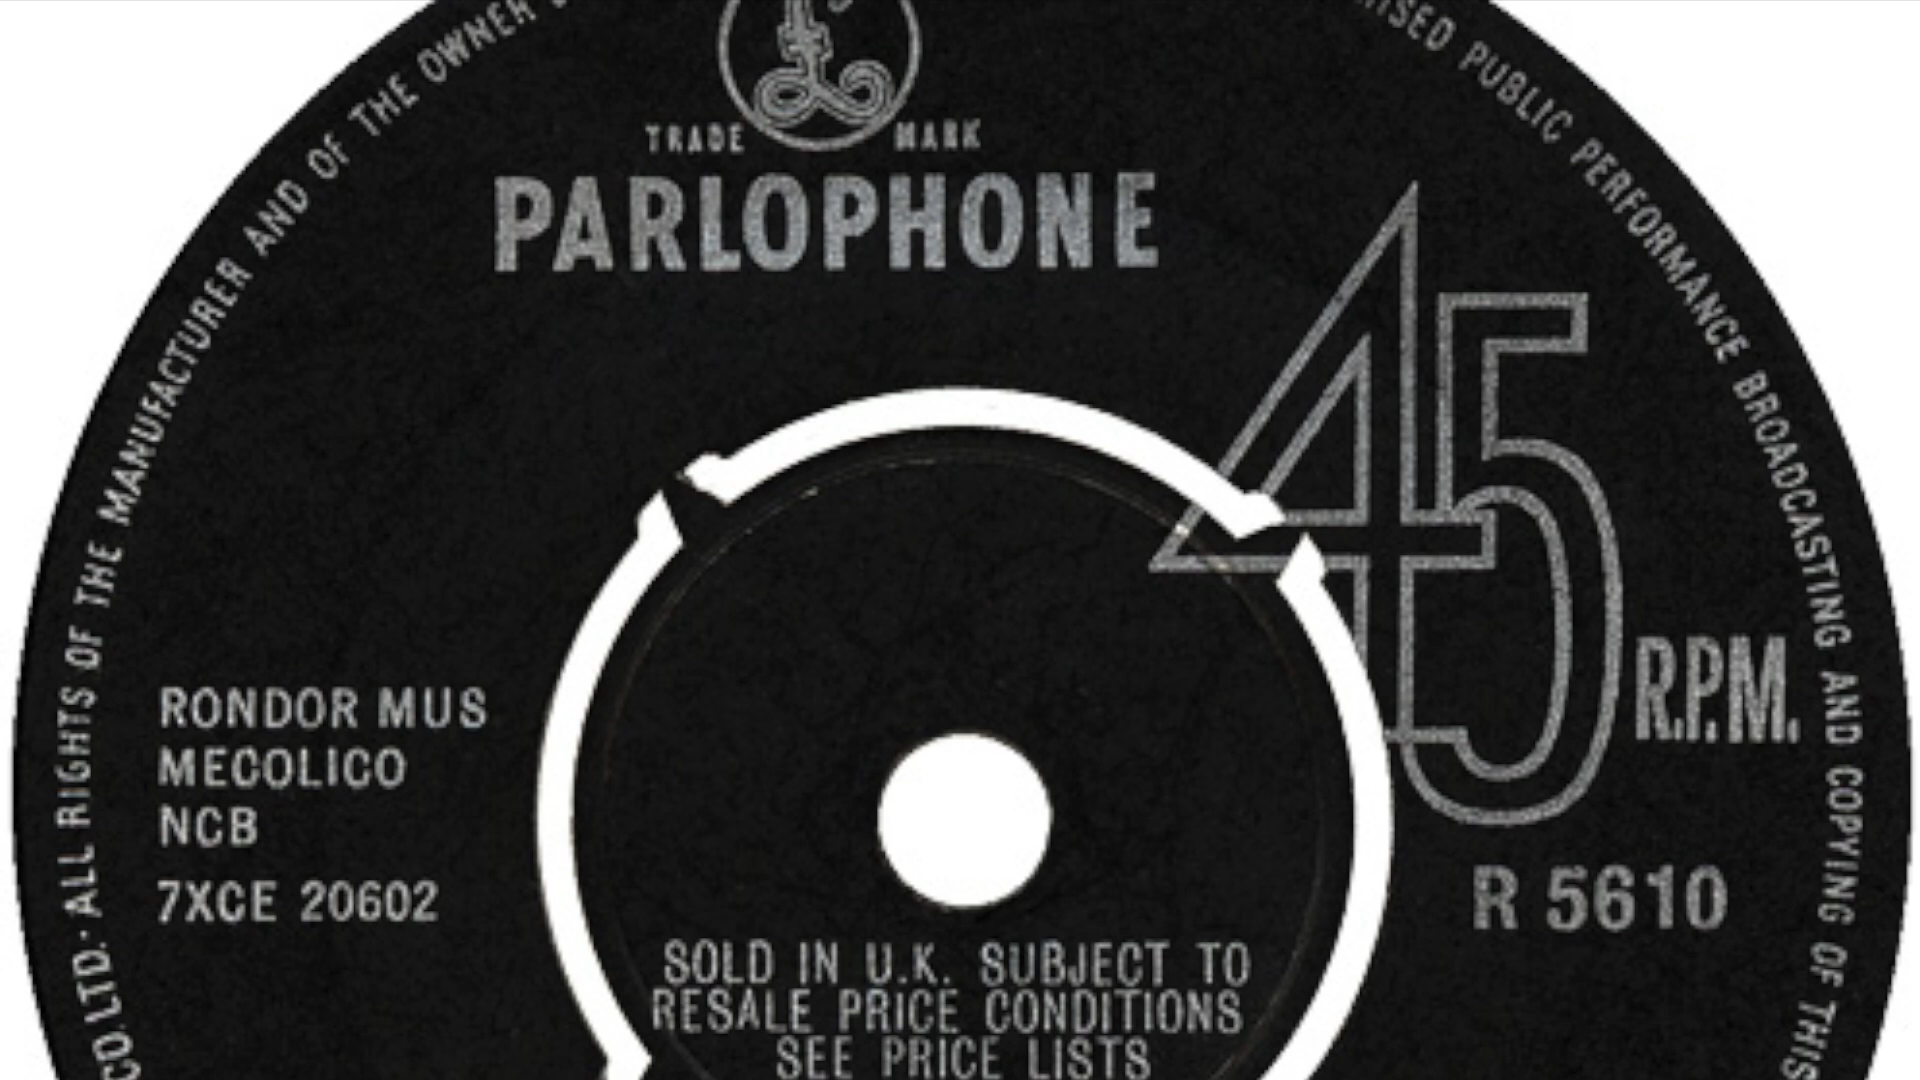 CO. LTD. · ALL RIGHTS OF THE MANUFACTURER AND OF THE OWNER
PUBLIC PERFORMANCE BROADCASTING AND COPYING OF THIS
TRADE MARK
PARLOPHONE
45
R.P.M.
RONDOR MUS
MECOLICO
NCB
7XCE 20602
R 5610
SOLD IN U.K. SUBJECT TO
RESALE PRICE CONDITIONS
SEE PRICE LISTS